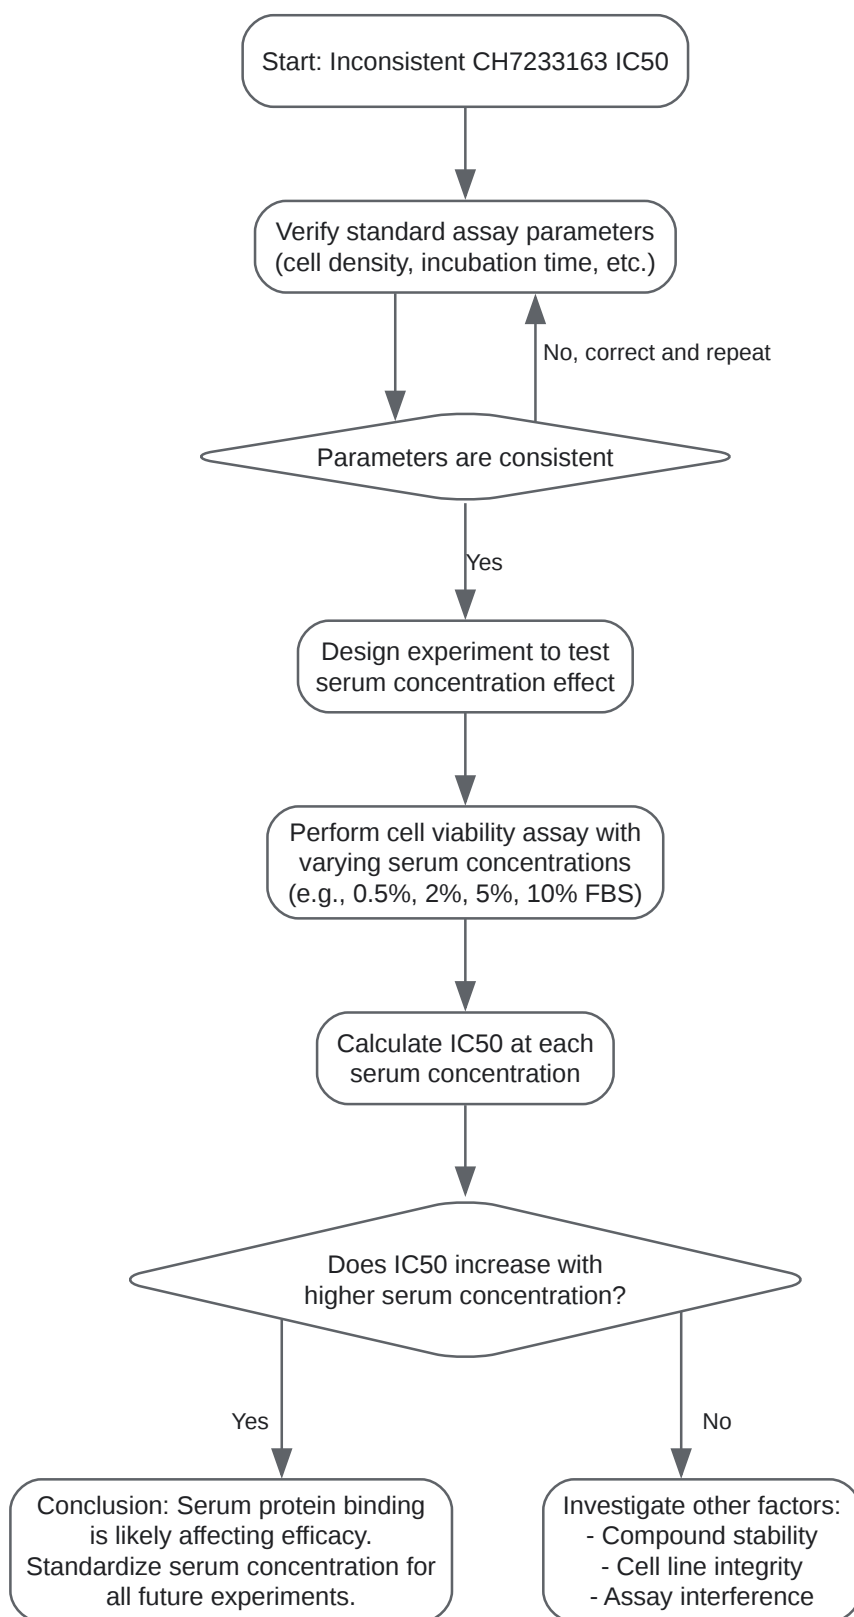 Start: Inconsistent CH7233163 IC50
Verify standard assay parameters
(cell density, incubation time, etc.)
No, correct and repeat
Parameters are consistent
Yes
Design experiment to test
serum concentration effect
Perform cell viability assay with
varying serum concentrations
(e.g., 0.5%, 2%, 5%, 10% FBS)
Calculate IC50 at each
serum concentration
Does IC50 increase with
higher serum concentration?
Yes
No
Conclusion: Serum protein binding
is likely affecting efficacy.
Standardize serum concentration for
all future experiments.
Investigate other factors:
- Compound stability
- Cell line integrity
- Assay interference